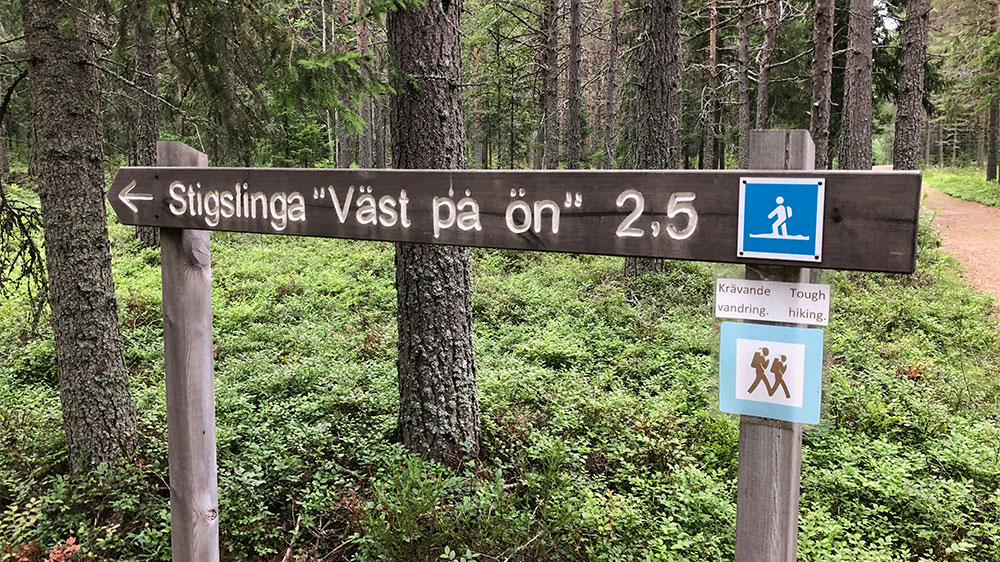 Stigslinga "Väst på ön" 2,5
Krävande Tough
vandring. hiking.